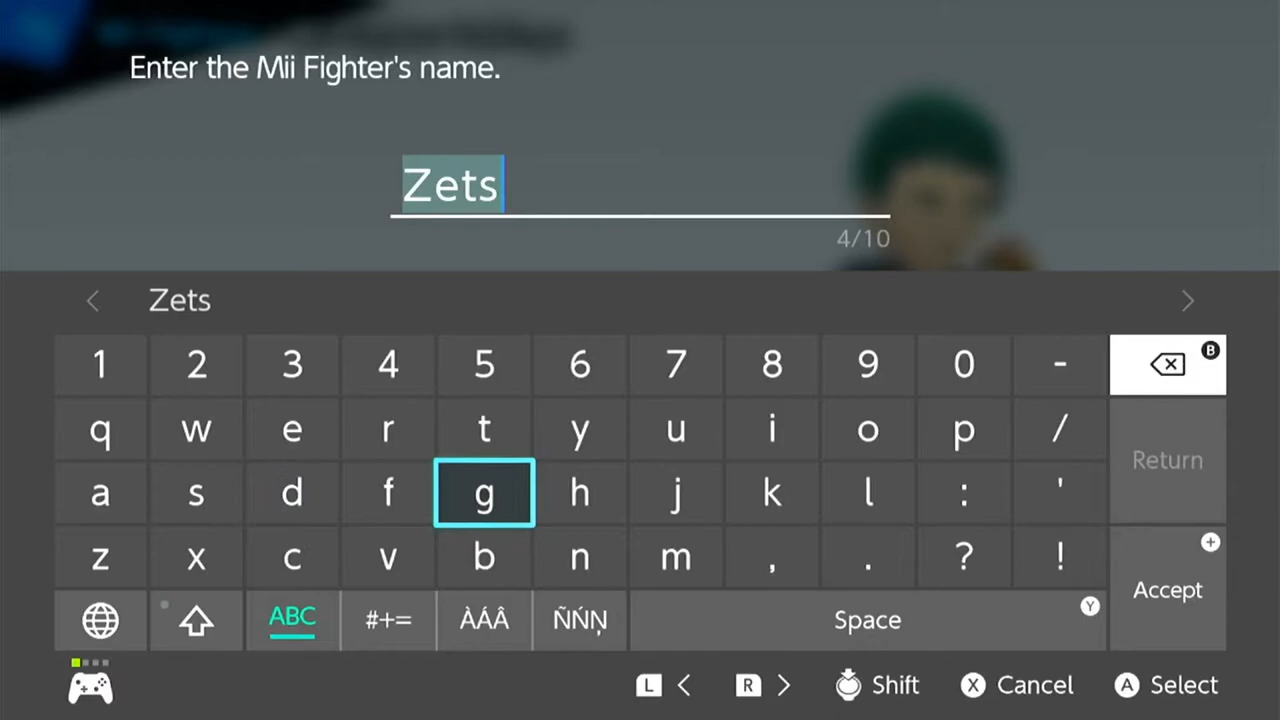 Enter the Mii Fighter's name.
Zets
4/10
< Zets >
1 2 3 4 5 6 7 8 9 0 - B
q w e r t y u i o p /
Return
a s d f g h j k l : '
z x c v b n m , . ? ! +
Accept
ABC #+= ÀÁÂ ÑŃŅ Space Y
L < R > Shift X Cancel A Select